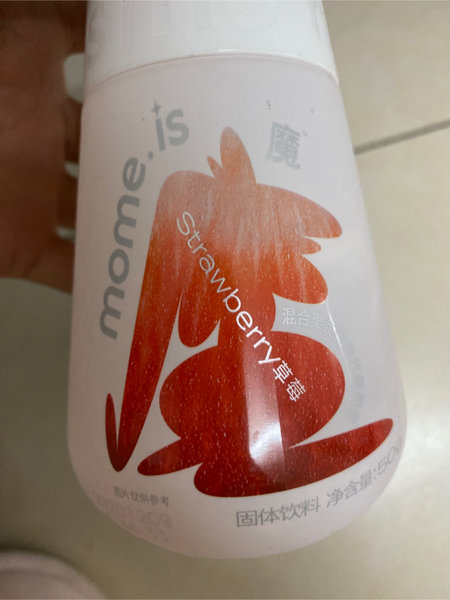 mome.is
魔
Strawberry草莓
混合果
图片仅供参考
固体饮料 净含量:50g